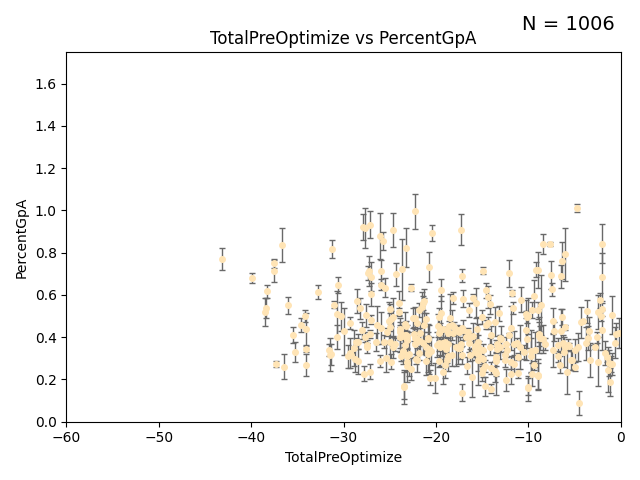 N = 1006
TotalPreOptimize vs PercentGpA
PercentGpA
1.6
1.4
1.2
1.0
0.8
0.6
0.4
0.2
0.0
−60 −50 −40 −30 −20 −10 0
TotalPreOptimize